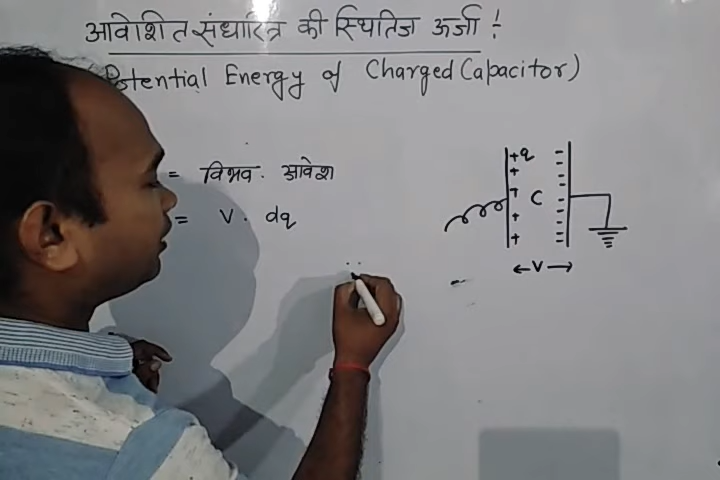 आवेशित संधारित्र की स्थितिज ऊर्जा !
Potential Energy of Charged Capacitor)
= विभव . आवेश
= V . dq
+ q
+
+
C
+
+
← V →